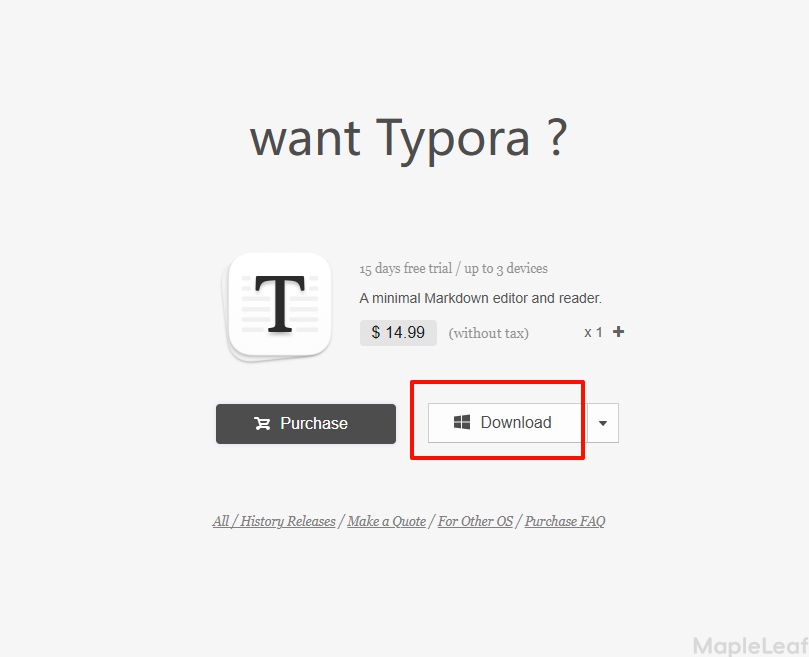 want Typora ?
T
15 days free trial / up to 3 devices
A minimal Markdown editor and reader.
$ 14.99 (without tax) x 1 +
Purchase Download
All / History Releases / Make a Quote / For Other OS / Purchase FAQ
MapleLeaf